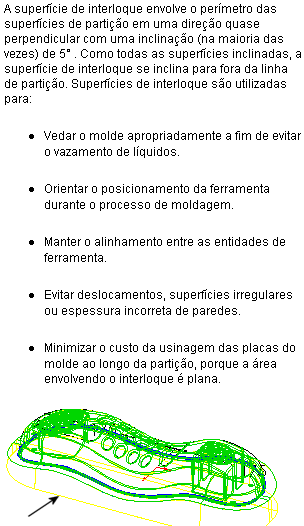 A superfície de interloque envolve o perímetro das
superfícies de partição em uma direção quase
perpendicular com uma inclinação (na maioria das
vezes) de 5° . Como todas as superfícies inclinadas, a
superfície de interloque se inclina para fora da linha
de partição. Superfícies de interloque são utilizadas
para:
● Vedar o molde apropriadamente a fim de evitar
o vazamento de líquidos.
● Orientar o posicionamento da ferramenta
durante o processo de moldagem.
● Manter o alinhamento entre as entidades de
ferramenta.
● Evitar deslocamentos, superfícies irregulares
ou espessura incorreta de paredes.
● Minimizar o custo da usinagem das placas do
molde ao longo da partição, porque a área
envolvendo o interloque é plana.